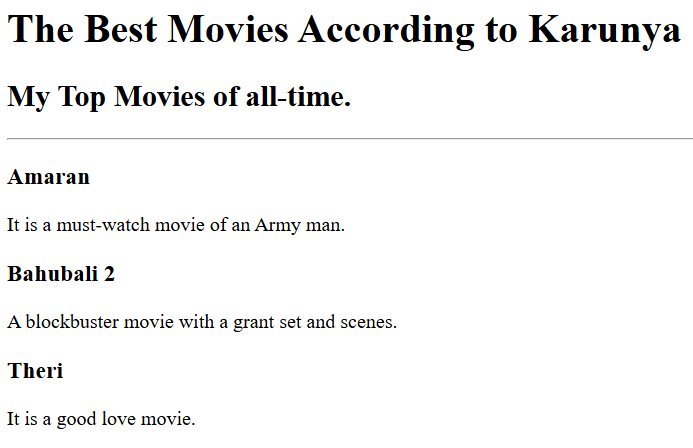 The Best Movies According to Karunya
My Top Movies of all-time.
Amaran
It is a must-watch movie of an Army man.
Bahubali 2
A blockbuster movie with a grant set and scenes.
Theri
It is a good love movie.